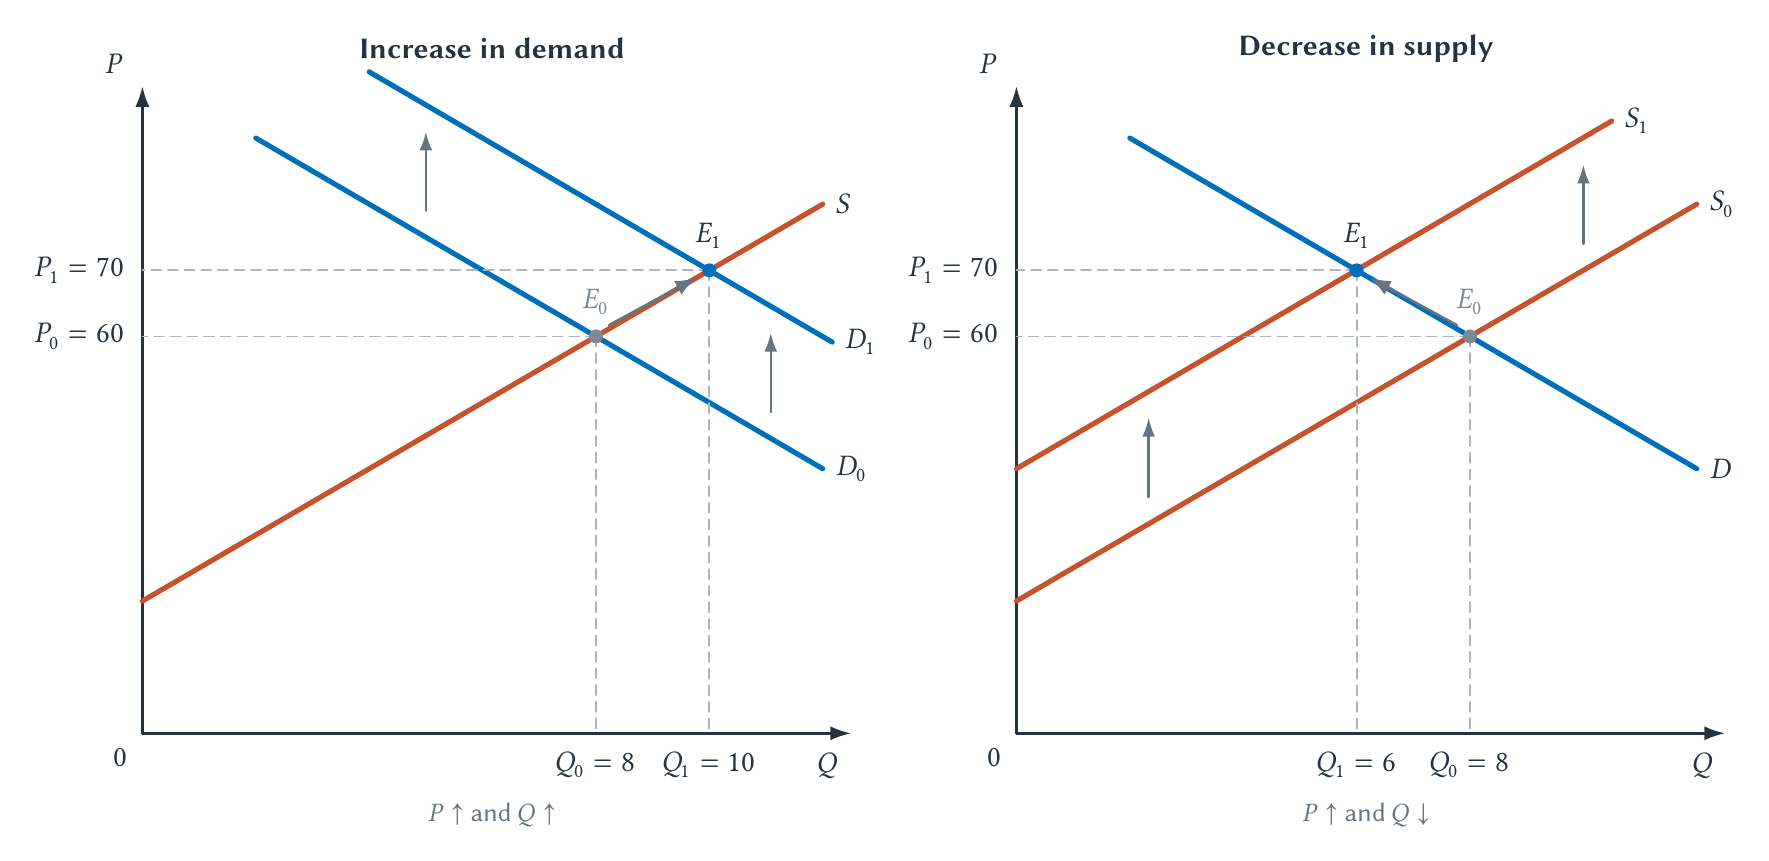 Increase in demand
P
S
E₁
P₁ = 70
E₀
P₀ = 60
D₁
D₀
0
Q₀ = 8
Q₁ = 10
Q
P ↑ and Q ↑
Decrease in supply
P
S₁
S₀
E₁
P₁ = 70
E₀
P₀ = 60
D
0
Q₁ = 6
Q₀ = 8
Q
P ↑ and Q ↓